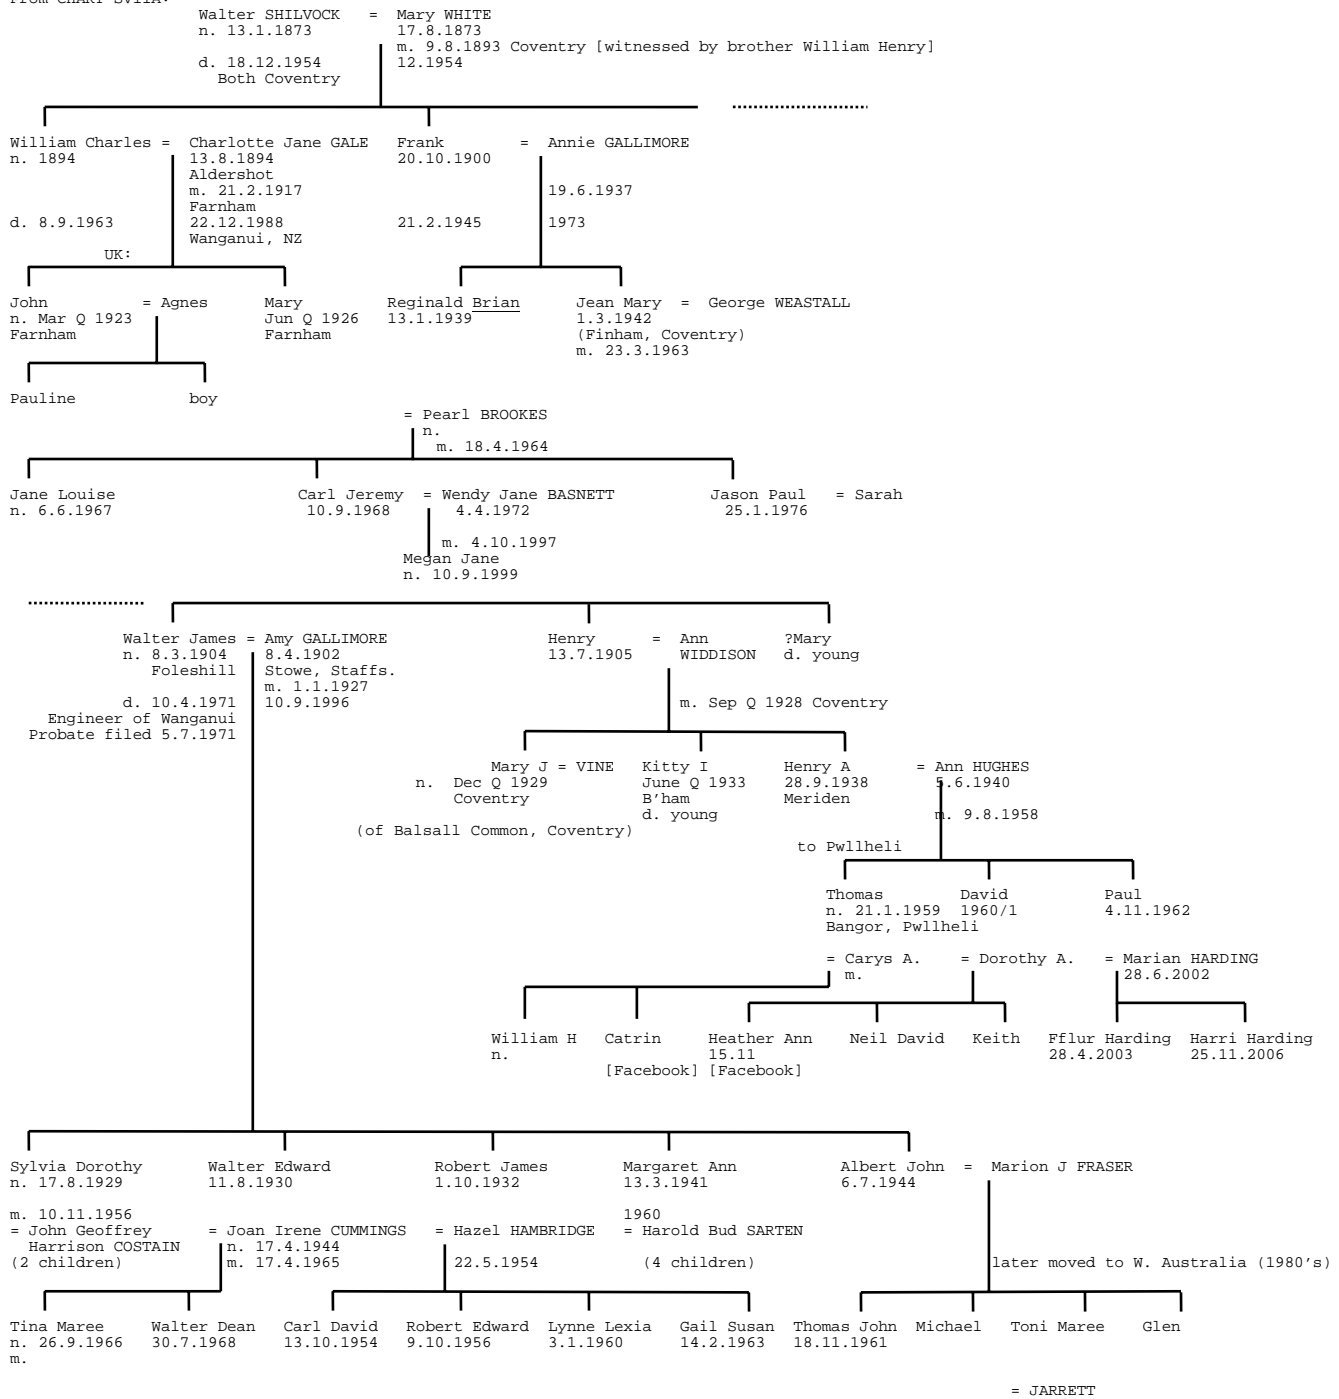 From CHART SVIIA:
Walter SHILVOCK = Mary WHITE
n. 13.1.1873 17.8.1873
m. 9.8.1893 Coventry [witnessed by brother William Henry]
d. 18.12.1954 12.1954
Both Coventry
William Charles = Charlotte Jane GALE Frank = Annie GALLIMORE
n. 1894 13.8.1894 20.10.1900
Aldershot
m. 21.2.1917 19.6.1937
Farnham
d. 8.9.1963 22.12.1988 21.2.1945 1973
Wanganui, NZ
UK:
John = Agnes Mary Reginald Brian Jean Mary = George WEASTALL
n. Mar Q 1923 Jun Q 1926 13.1.1939 1.3.1942
Farnham Farnham (Finham, Coventry)
m. 23.3.1963
Pauline boy
= Pearl BROOKES
n.
m. 18.4.1964
Jane Louise Carl Jeremy = Wendy Jane BASNETT Jason Paul = Sarah
n. 6.6.1967 10.9.1968 4.4.1972 25.1.1976
m. 4.10.1997
Megan Jane
n. 10.9.1999
Walter James = Amy GALLIMORE Henry = Ann ?Mary
n. 8.3.1904 8.4.1902 13.7.1905 WIDDISON d. young
Foleshill Stowe, Staffs.
m. 1.1.1927
d. 10.4.1971 10.9.1996 m. Sep Q 1928 Coventry
Engineer of Wanganui
Probate filed 5.7.1971
Mary J = VINE Kitty I Henry A = Ann HUGHES
n. Dec Q 1929 June Q 1933 28.9.1938 5.6.1940
Coventry B'ham Meriden
d. young m. 9.8.1958
(of Balsall Common, Coventry)
to Pwllheli
Thomas David Paul
n. 21.1.1959 1960/1 4.11.1962
Bangor, Pwllheli
= Carys A. = Dorothy A. = Marian HARDING
m. 28.6.2002
William H Catrin Heather Ann Neil David Keith Fflur Harding Harri Harding
n. 15.11 28.4.2003 25.11.2006
[Facebook] [Facebook]
Sylvia Dorothy Walter Edward Robert James Margaret Ann Albert John = Marion J FRASER
n. 17.8.1929 11.8.1930 1.10.1932 13.3.1941 6.7.1944
m. 10.11.1956 1960
= John Geoffrey = Joan Irene CUMMINGS = Hazel HAMBRIDGE = Harold Bud SARTEN
Harrison COSTAIN n. 17.4.1944
(2 children) m. 17.4.1965 22.5.1954 (4 children) later moved to W. Australia (1980's)
Tina Maree Walter Dean Carl David Robert Edward Lynne Lexia Gail Susan Thomas John Michael Toni Maree Glen
n. 26.9.1966 30.7.1968 13.10.1954 9.10.1956 3.1.1960 14.2.1963 18.11.1961
m.
= JARRETT